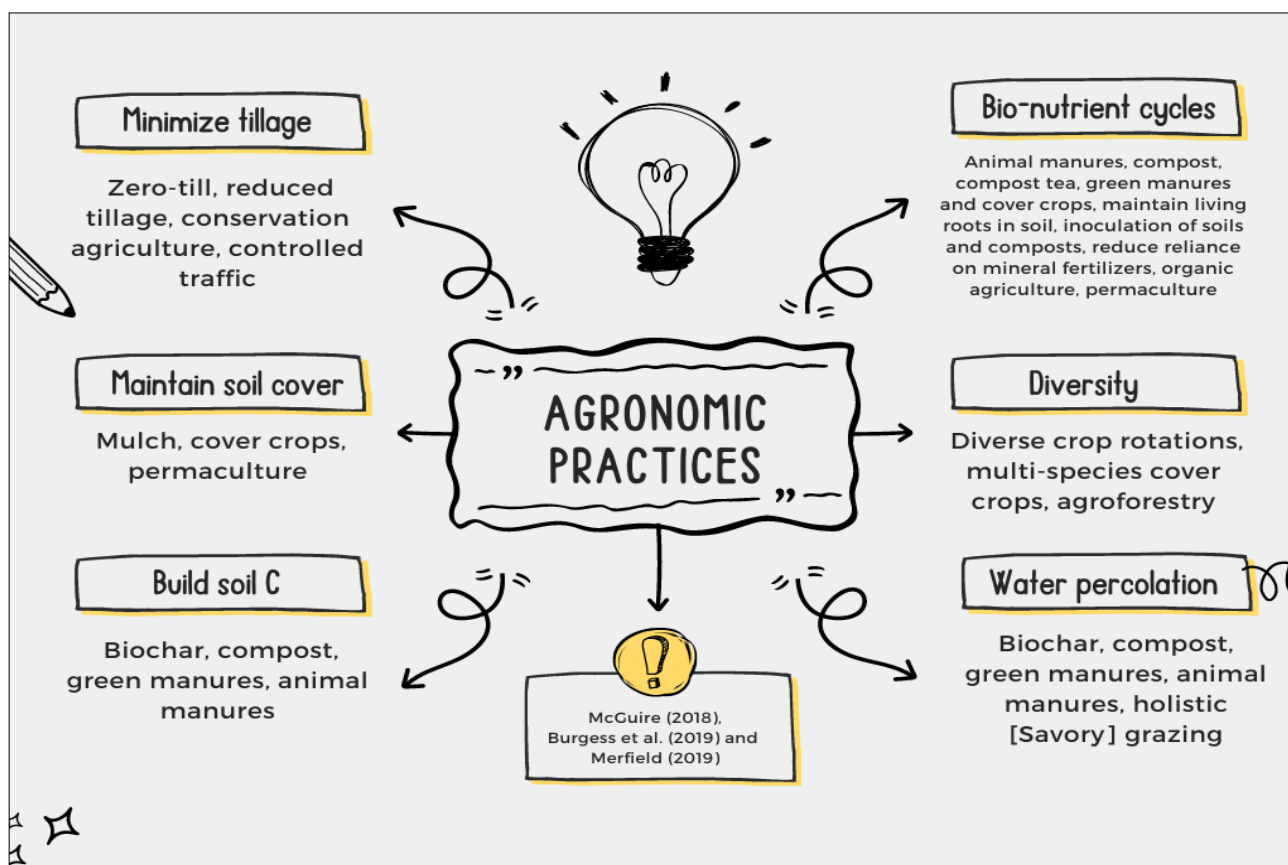 Minimize tillage
Zero-till, reduced
tillage, conservation
agriculture, controlled
traffic
Maintain soil cover
Mulch, cover crops,
permaculture
Build soil C
Biochar, compost,
green manures, animal
manures
AGRONOMIC
PRACTICES
McGuire (2018),
Burgess et al. (2019) and
Merfield (2019)
Bio-nutrient cycles
Animal manures, compost,
compost tea, green manures
and cover crops, maintain living
roots in soil, inoculation of soils
and composts, reduce reliance
on mineral fertilizers, organic
agriculture, permaculture
Diversity
Diverse crop rotations,
multi-species cover
crops, agroforestry
Water percolation
Biochar, compost,
green manures, animal
manures, holistic
[Savory] grazing